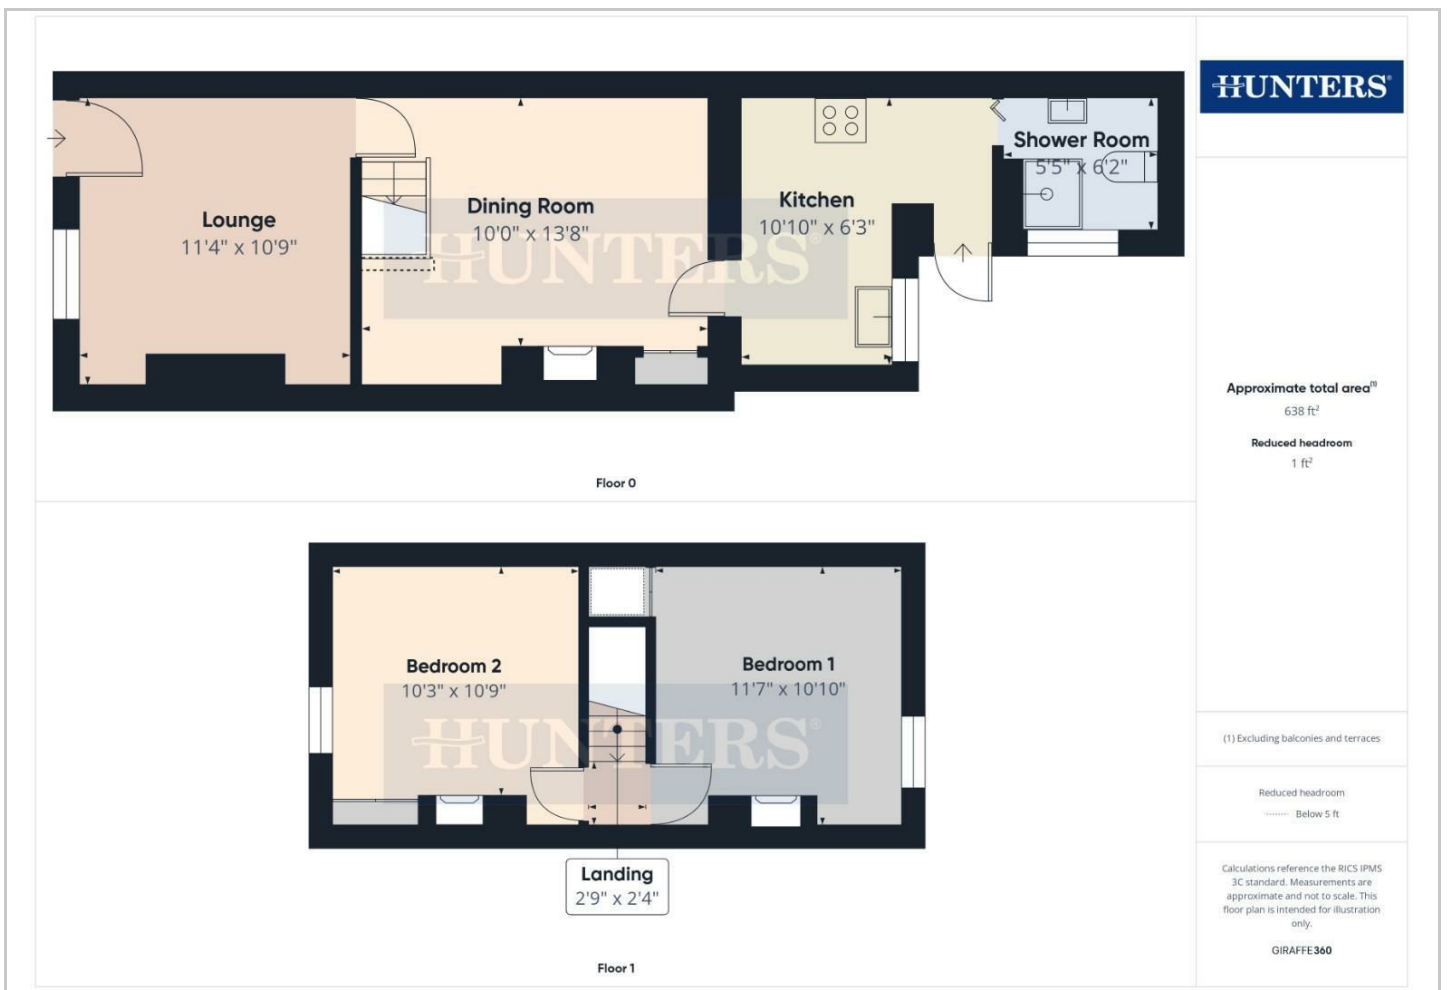 HUNTERS®
Lounge
11'4" x 10'9"
Dining Room
10'0" x 13'8"
Kitchen
10'10" x 6'3"
Shower Room
5'5" x 6'2"
HUNTERS®
Floor 0
Approximate total area(1)
638 ft²
Reduced headroom
1 ft²
Bedroom 2
10'3" x 10'9"
Bedroom 1
11'7" x 10'10"
HUNTERS®
Landing
2'9" x 2'4"
Floor 1
(1) Excluding balconies and terraces
Reduced headroom
Below 5 ft
Calculations reference the RICS IPMS
3C standard. Measurements are
approximate and not to scale. This
floor plan is intended for illustration
only.
GIRAFFE360